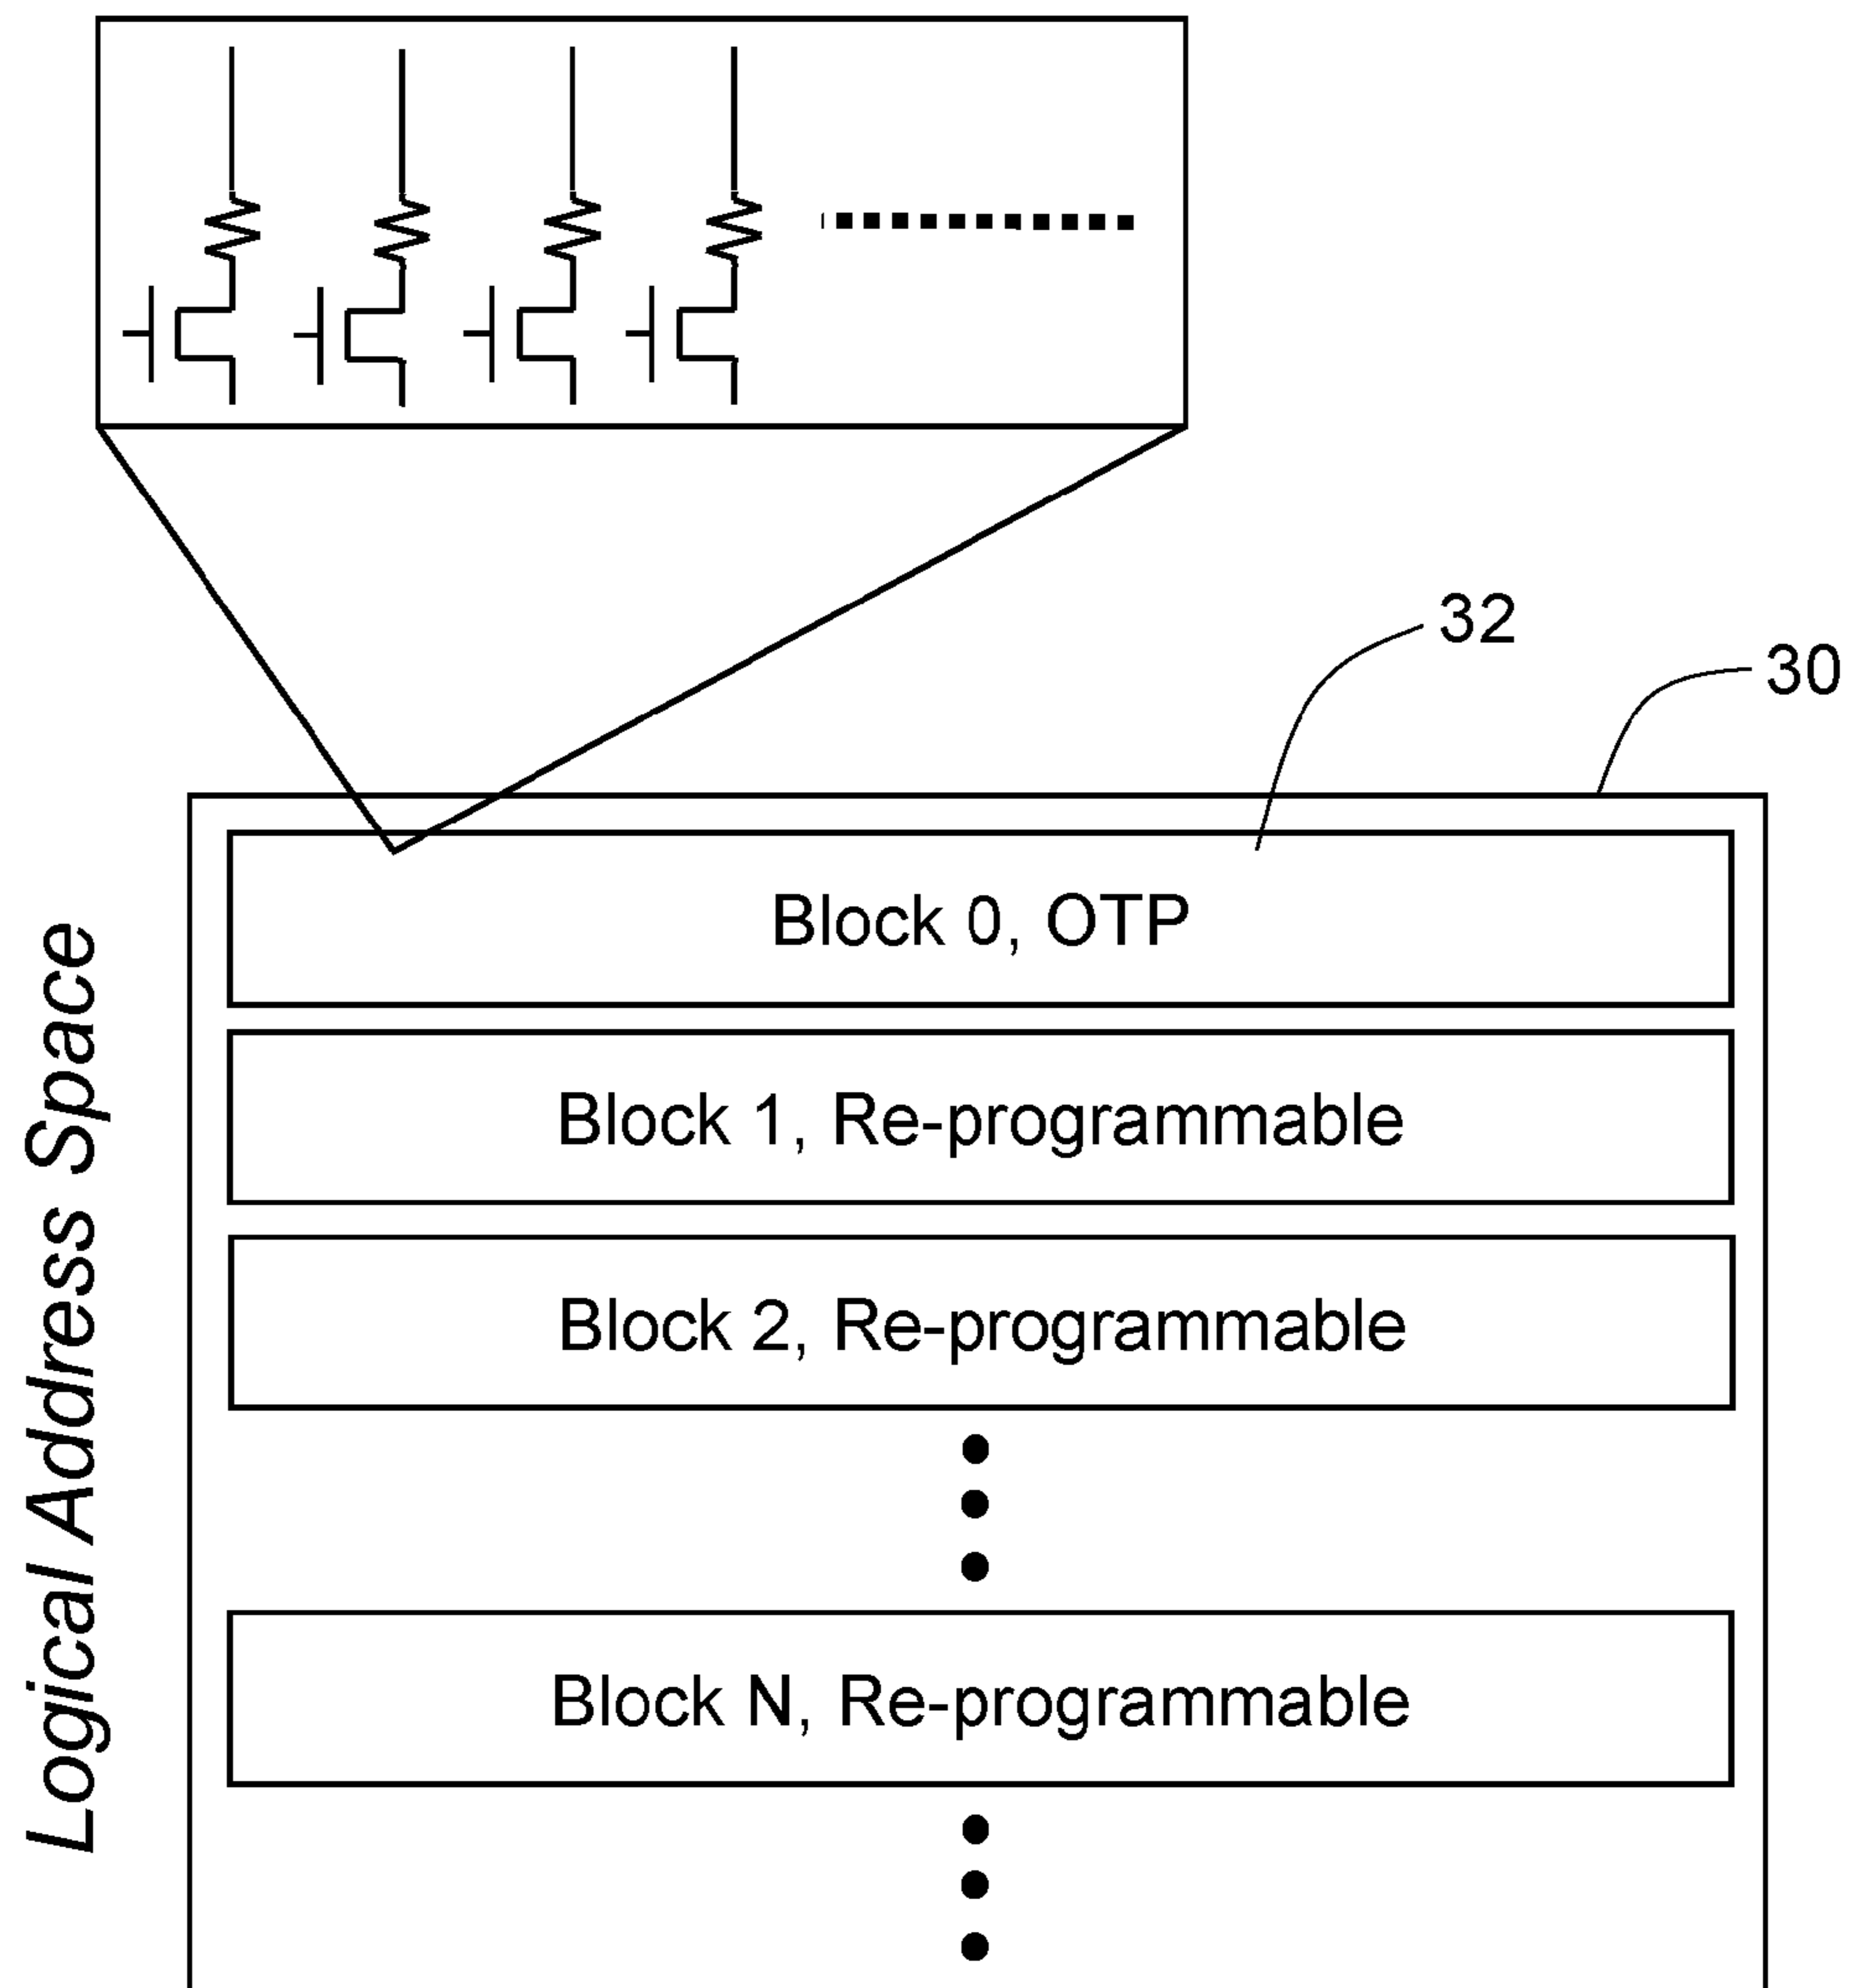 32
30
Logical Address Space
Block 0, OTP
Block 1, Re-programmable
Block 2, Re-programmable
Block N, Re-programmable